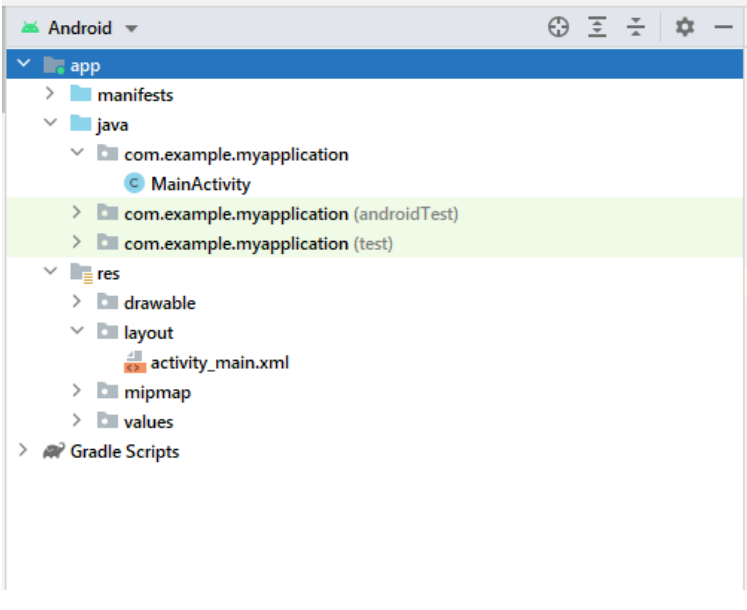 Android
app
manifests
java
com.example.myapplication
C MainActivity
com.example.myapplication (androidTest)
com.example.myapplication (test)
res
drawable
layout
activity_main.xml
mipmap
values
Gradle Scripts